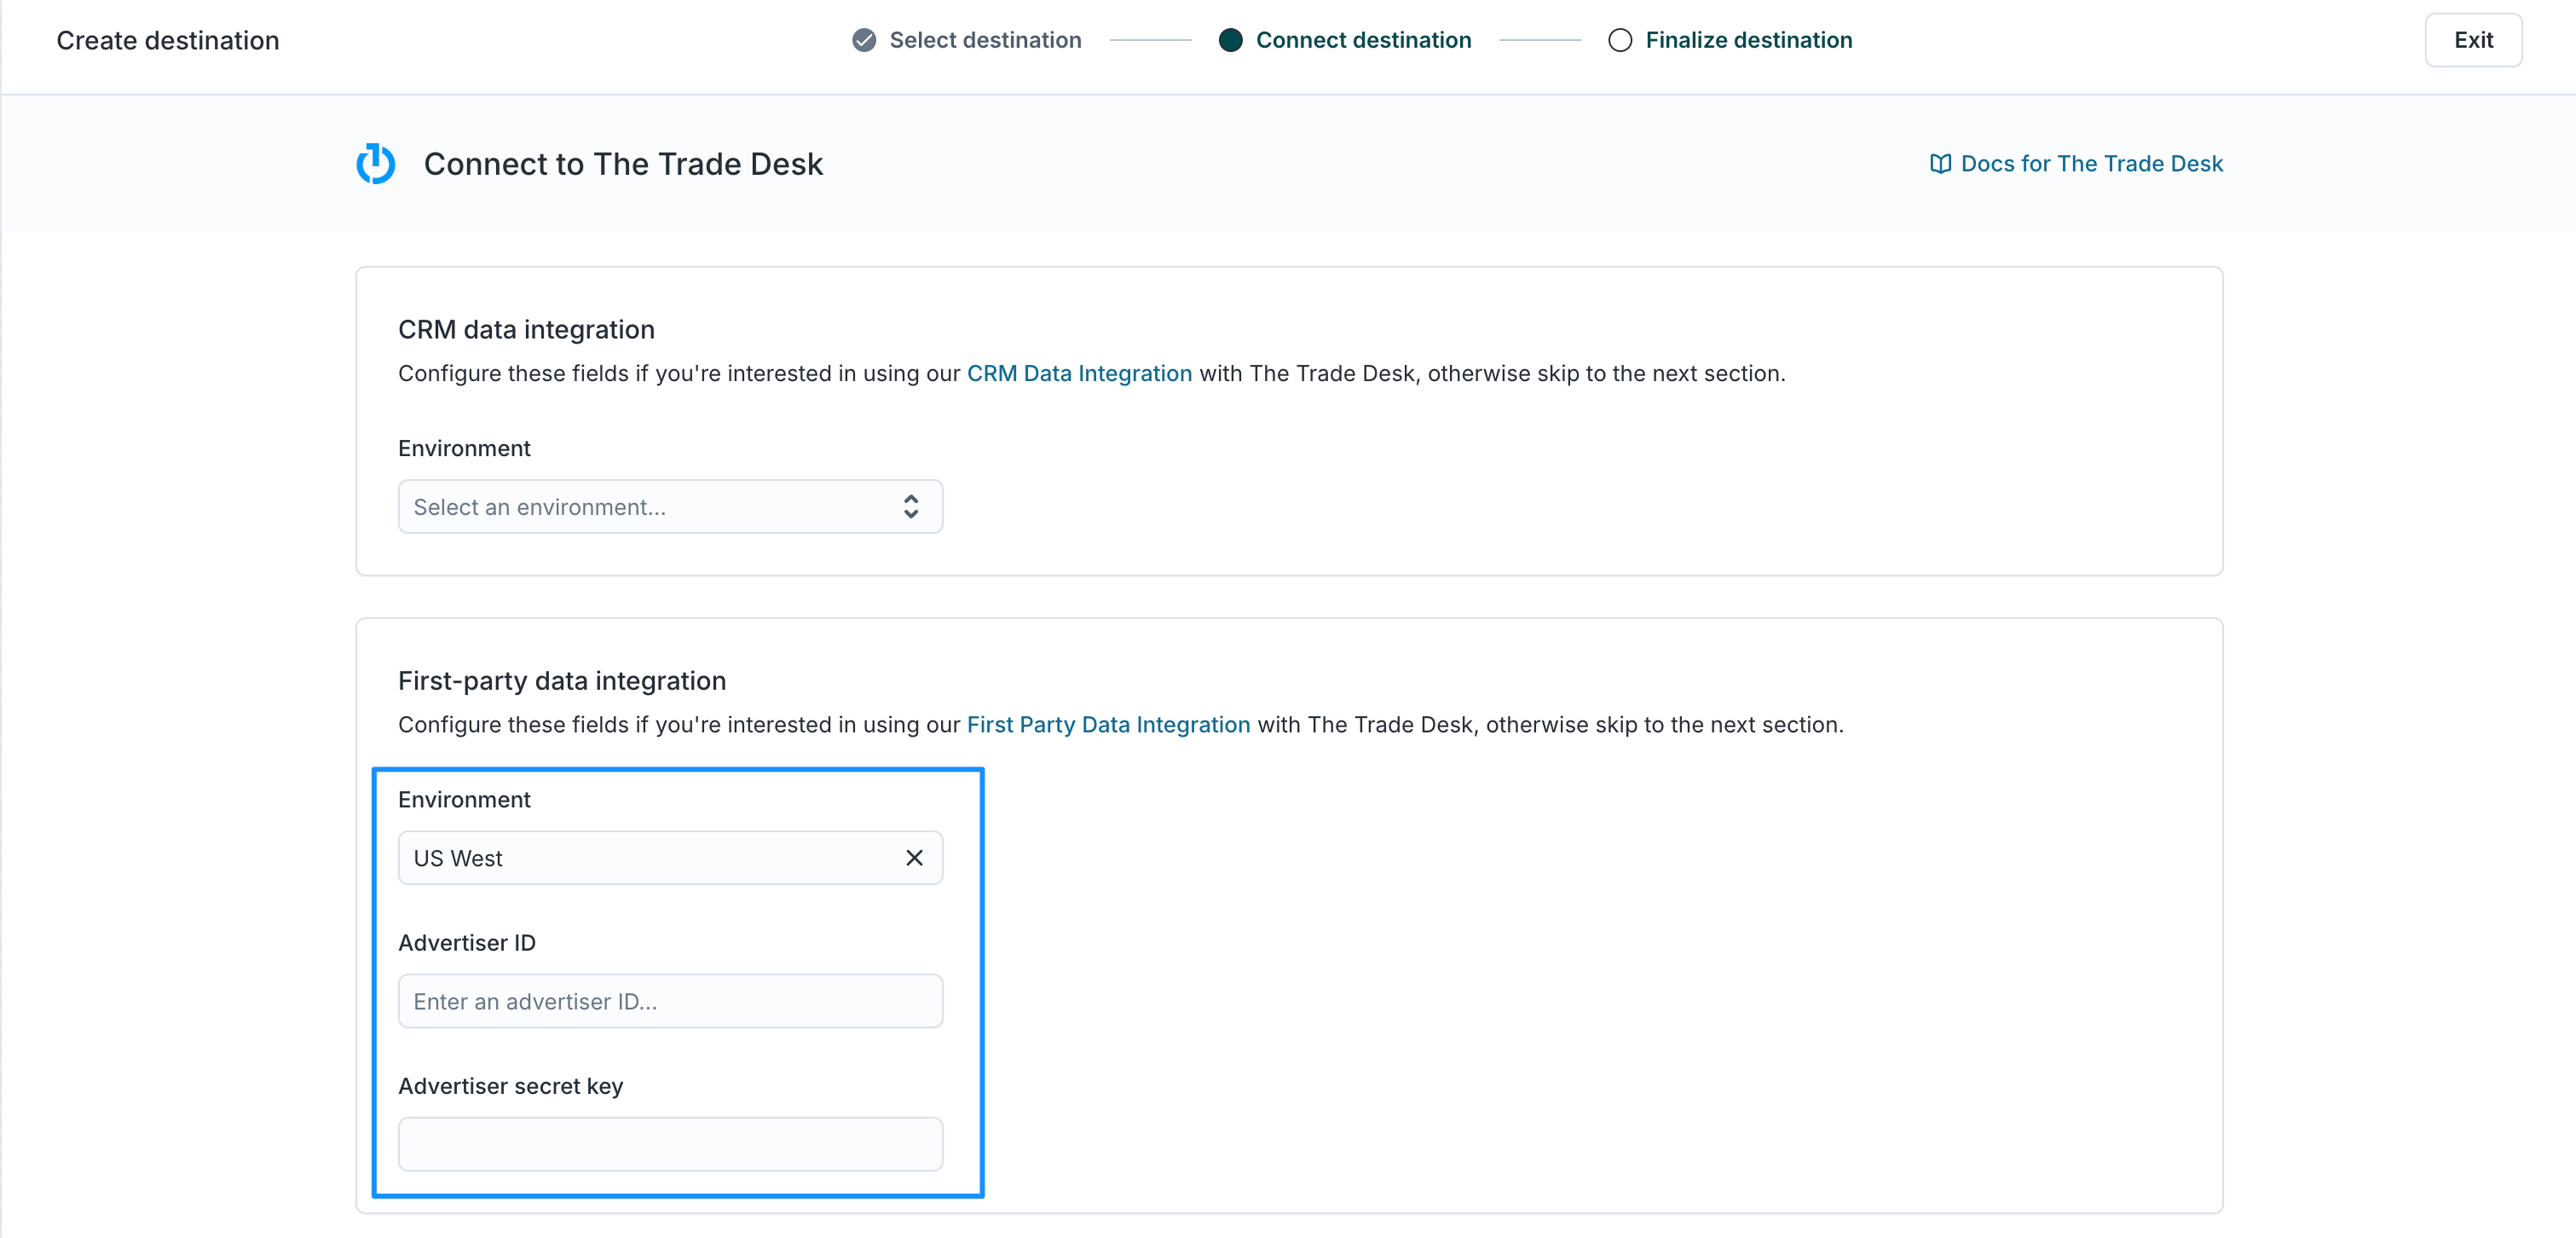 Create destination
Select destination
Connect destination
Finalize destination
Exit
Connect to The Trade Desk
Docs for The Trade Desk
CRM data integration
Configure these fields if you're interested in using our CRM Data Integration with The Trade Desk, otherwise skip to the next section.
Environment
Select an environment...
First-party data integration
Configure these fields if you're interested in using our First Party Data Integration with The Trade Desk, otherwise skip to the next section.
Environment
US West
Advertiser ID
Enter an advertiser ID...
Advertiser secret key